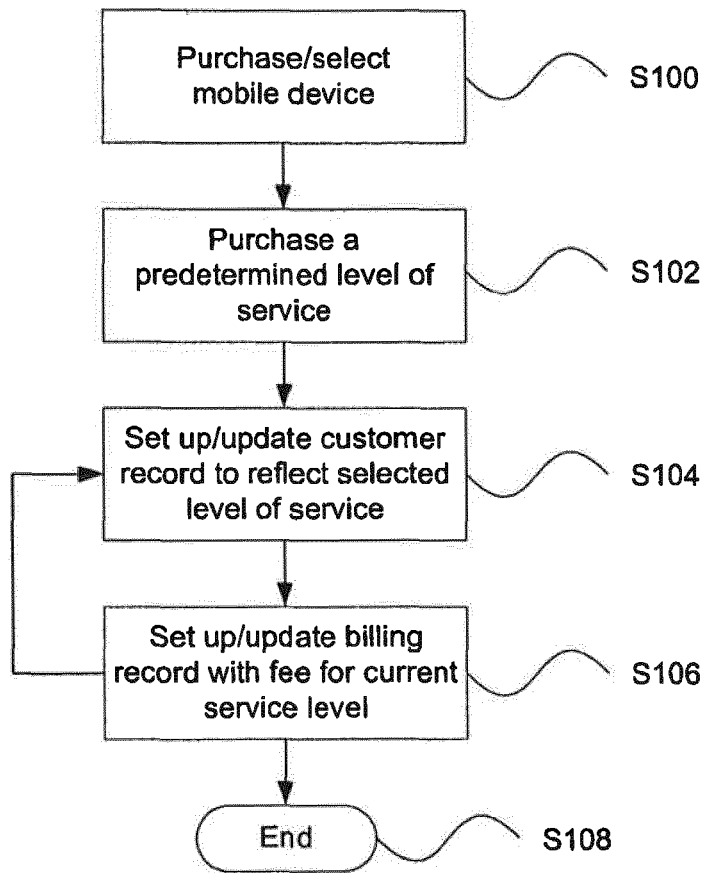 Purchase/select
mobile device
S100
Purchase a
predetermined level of
service
S102
Set up/update customer
record to reflect selected
level of service
S104
Set up/update billing
record with fee for current
service level
S106
End
S108